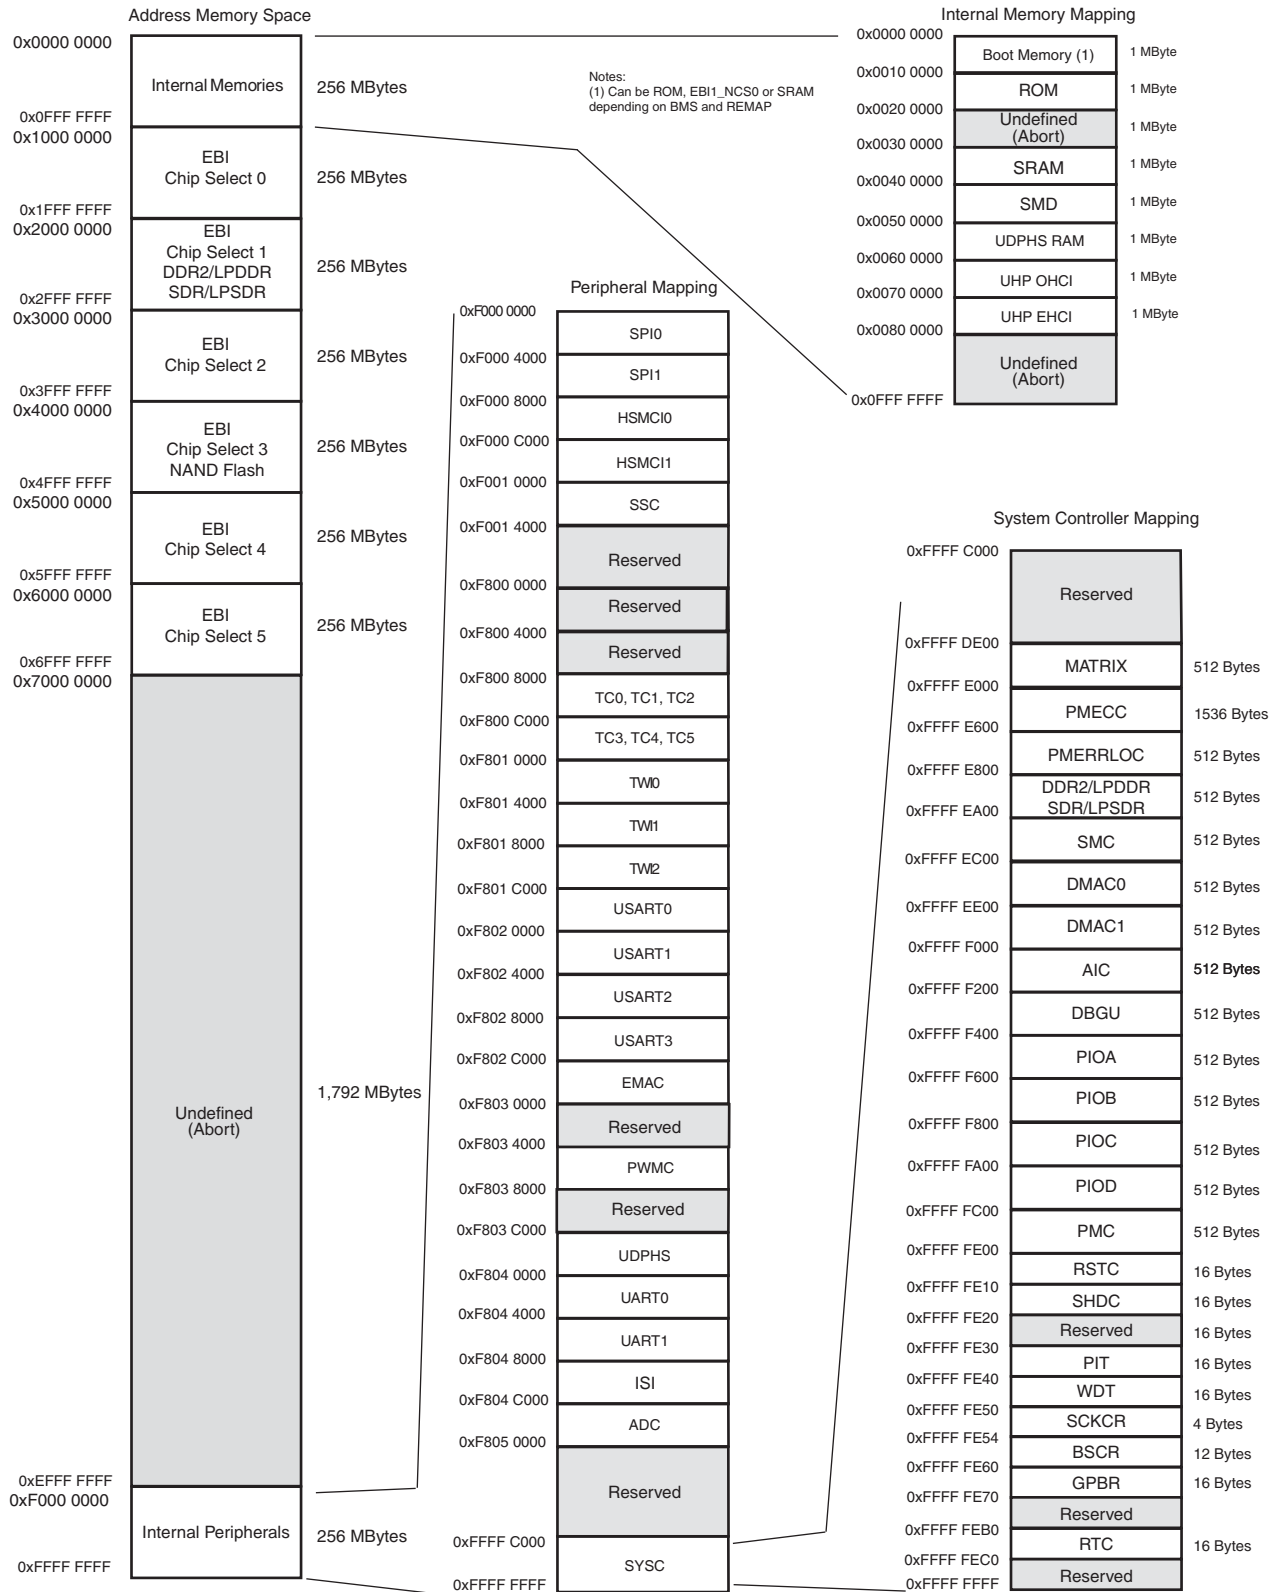 Address Memory Space
0x0000 0000
Internal Memories
256 MBytes
0x0FFF FFFF
0x1000 0000
EBI
Chip Select 0
256 MBytes
0x1FFF FFFF
0x2000 0000
EBI
Chip Select 1
DDR2/LPDDR
SDR/LPSDR
256 MBytes
0x2FFF FFFF
0x3000 0000
EBI
Chip Select 2
256 MBytes
0x3FFF FFFF
0x4000 0000
EBI
Chip Select 3
NAND Flash
256 MBytes
0x4FFF FFFF
0x5000 0000
EBI
Chip Select 4
256 MBytes
0x5FFF FFFF
0x6000 0000
EBI
Chip Select 5
256 MBytes
0x6FFF FFFF
0x7000 0000
Undefined
(Abort)
1,792 MBytes
0xEFFF FFFF
0xF000 0000
Internal Peripherals
256 MBytes
0xFFFF FFFF
Notes:
(1) Can be ROM, EBI1_NCS0 or SRAM
depending on BMS and REMAP
Peripheral Mapping
0xF000 0000
SPI0
0xF000 4000
SPI1
0xF000 8000
HSMCI0
0xF000 C000
HSMCI1
0xF001 0000
SSC
0xF001 4000
Reserved
0xF800 0000
Reserved
0xF800 4000
Reserved
0xF800 8000
TC0, TC1, TC2
0xF800 C000
TC3, TC4, TC5
0xF801 0000
TWI0
0xF801 4000
TWI1
0xF801 8000
TWI2
0xF801 C000
USART0
0xF802 0000
USART1
0xF802 4000
USART2
0xF802 8000
USART3
0xF802 C000
EMAC
0xF803 0000
Reserved
0xF803 4000
PWMC
0xF803 8000
Reserved
0xF803 C000
UDPHS
0xF804 0000
UART0
0xF804 4000
UART1
0xF804 8000
ISI
0xF804 C000
ADC
0xF805 0000
Reserved
0xFFFF C000
SYSC
0xFFFF FFFF
Internal Memory Mapping
0x0000 0000
Boot Memory (1)
1 MByte
0x0010 0000
ROM
1 MByte
0x0020 0000
Undefined
(Abort)
1 MByte
0x0030 0000
SRAM
1 MByte
0x0040 0000
SMD
1 MByte
0x0050 0000
UDPHS RAM
1 MByte
0x0060 0000
UHP OHCI
1 MByte
0x0070 0000
UHP EHCI
1 MByte
0x0080 0000
Undefined
(Abort)
0x0FFF FFFF
System Controller Mapping
0xFFFF C000
Reserved
0xFFFF DE00
MATRIX
512 Bytes
0xFFFF E000
PMECC
1536 Bytes
0xFFFF E600
PMERRLOC
512 Bytes
0xFFFF E800
DDR2/LPDDR
SDR/LPSDR
512 Bytes
0xFFFF EA00
SMC
512 Bytes
0xFFFF EC00
DMAC0
512 Bytes
0xFFFF EE00
DMAC1
512 Bytes
0xFFFF F000
AIC
512 Bytes
0xFFFF F200
DBGU
512 Bytes
0xFFFF F400
PIOA
512 Bytes
0xFFFF F600
PIOB
512 Bytes
0xFFFF F800
PIOC
512 Bytes
0xFFFF FA00
PIOD
512 Bytes
0xFFFF FC00
PMC
512 Bytes
0xFFFF FE00
RSTC
16 Bytes
0xFFFF FE10
SHDC
16 Bytes
0xFFFF FE20
Reserved
16 Bytes
0xFFFF FE30
PIT
16 Bytes
0xFFFF FE40
WDT
16 Bytes
0xFFFF FE50
SCKCR
4 Bytes
0xFFFF FE54
BSCR
12 Bytes
0xFFFF FE60
GPBR
16 Bytes
0xFFFF FE70
Reserved
0xFFFF FEB0
RTC
16 Bytes
0xFFFF FEC0
Reserved
0xFFFF FFFF